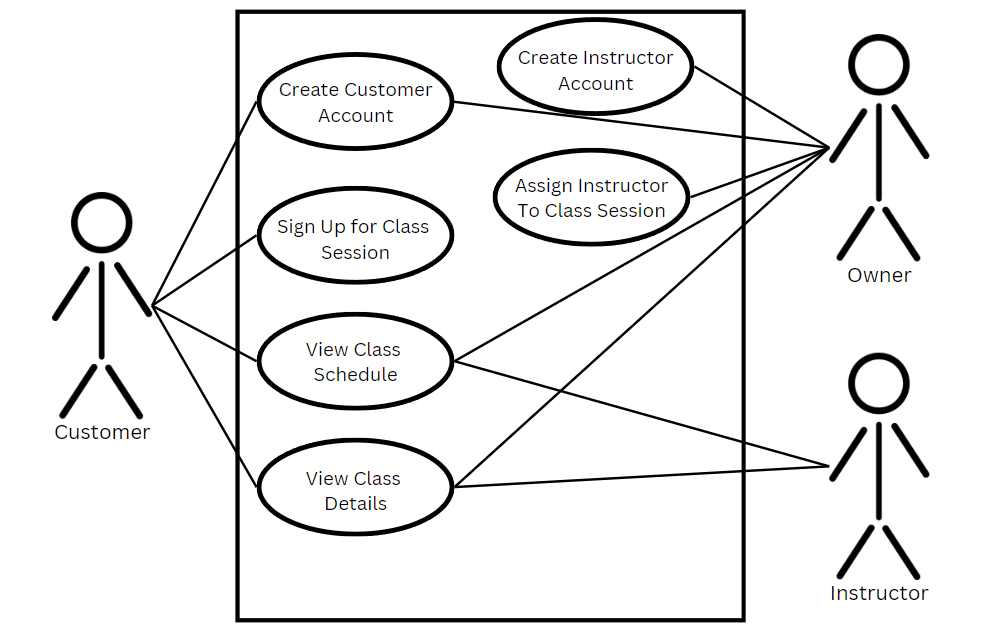 Create Instructor
Account
Create Customer
Account
Assign Instructor
To Class Session
Sign Up for Class
Session
Owner
View Class
Schedule
Customer
View Class
Details
Instructor